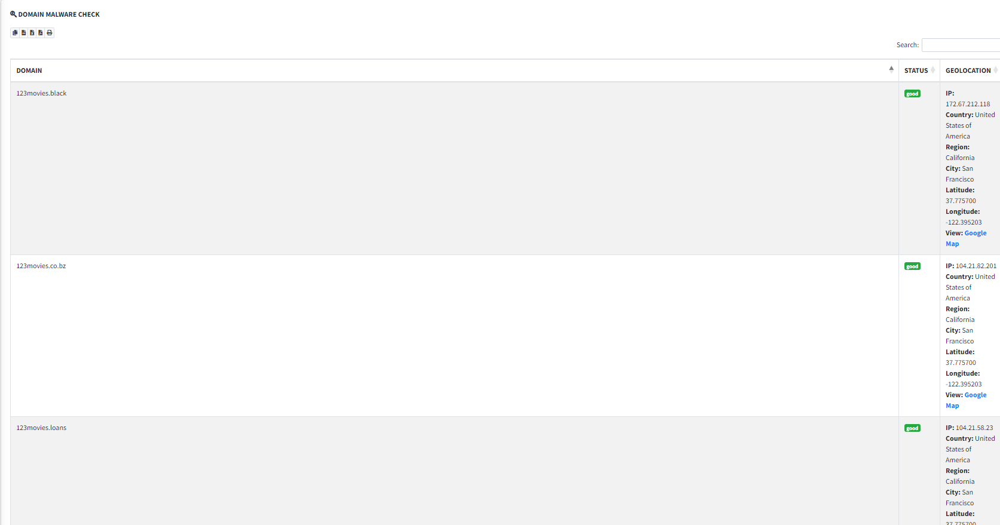 DOMAIN MALWARE CHECK
Search:
DOMAIN
STATUS
GEOLOCATION
123movies.black
good
IP:
172.67.212.118
Country: United
States of
America
Region:
California
City: San
Francisco
Latitude:
37.775700
Longitude:
-122.395203
View: Google
Map
123movies.co.bz
good
IP: 104.21.82.201
Country: United
States of
America
Region:
California
City: San
Francisco
Latitude:
37.775700
Longitude:
-122.395203
View: Google
Map
123movies.loans
good
IP: 104.21.58.23
Country: United
States of
America
Region:
California
City: San
Francisco
Latitude:
37.775700